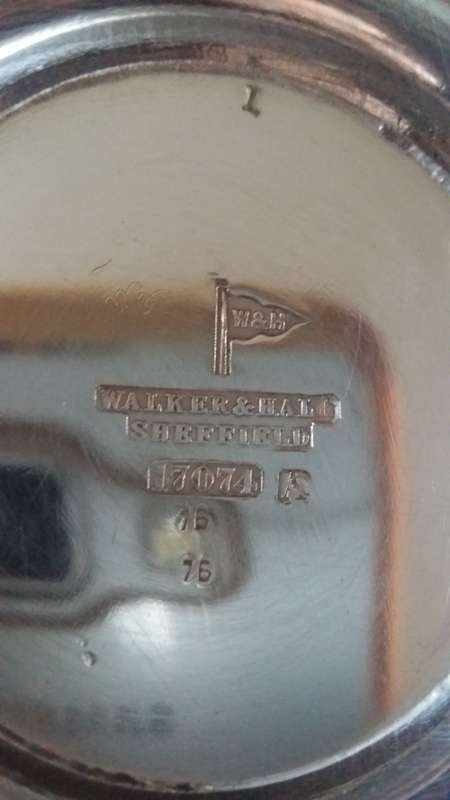 1
W&H
WALKER&HALL
SHEFFIELD
17074 A
76
76